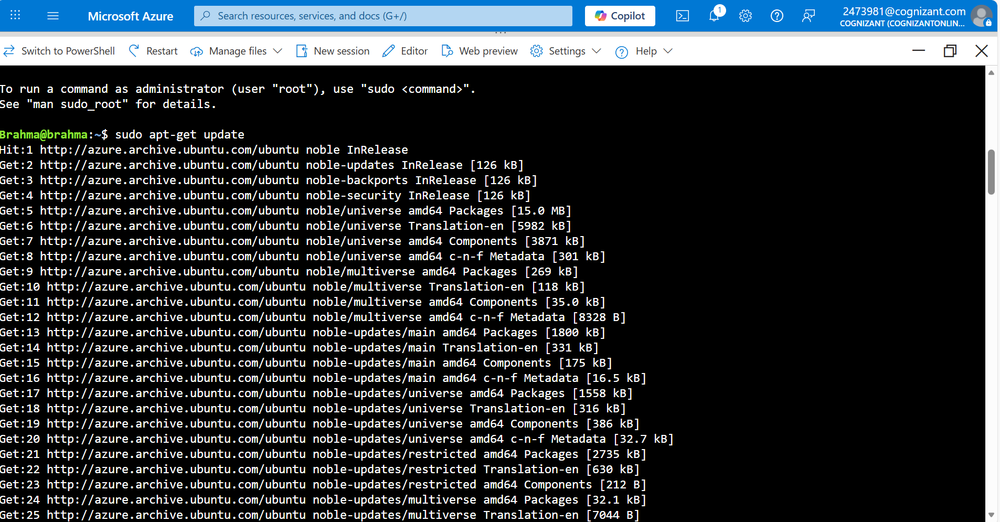 Microsoft Azure
Search resources, services, and docs (G+/)
Copilot
1
2473981@cognizant.com
COGNIZANT (COGNIZANTONLIN...
Switch to PowerShell
Restart
Manage files
New session
Editor
Web preview
Settings
Help
To run a command as administrator (user "root"), use "sudo <command>".
See "man sudo_root" for details.
Brahma@brahma:~$ sudo apt-get update
Hit:1 http://azure.archive.ubuntu.com/ubuntu noble InRelease
Get:2 http://azure.archive.ubuntu.com/ubuntu noble-updates InRelease [126 kB]
Get:3 http://azure.archive.ubuntu.com/ubuntu noble-backports InRelease [126 kB]
Get:4 http://azure.archive.ubuntu.com/ubuntu noble-security InRelease [126 kB]
Get:5 http://azure.archive.ubuntu.com/ubuntu noble/universe amd64 Packages [15.0 MB]
Get:6 http://azure.archive.ubuntu.com/ubuntu noble/universe Translation-en [5982 kB]
Get:7 http://azure.archive.ubuntu.com/ubuntu noble/universe amd64 Components [3871 kB]
Get:8 http://azure.archive.ubuntu.com/ubuntu noble/universe amd64 c-n-f Metadata [301 kB]
Get:9 http://azure.archive.ubuntu.com/ubuntu noble/multiverse amd64 Packages [269 kB]
Get:10 http://azure.archive.ubuntu.com/ubuntu noble/multiverse Translation-en [118 kB]
Get:11 http://azure.archive.ubuntu.com/ubuntu noble/multiverse amd64 Components [35.0 kB]
Get:12 http://azure.archive.ubuntu.com/ubuntu noble/multiverse amd64 c-n-f Metadata [8328 B]
Get:13 http://azure.archive.ubuntu.com/ubuntu noble-updates/main amd64 Packages [1800 kB]
Get:14 http://azure.archive.ubuntu.com/ubuntu noble-updates/main Translation-en [331 kB]
Get:15 http://azure.archive.ubuntu.com/ubuntu noble-updates/main amd64 Components [175 kB]
Get:16 http://azure.archive.ubuntu.com/ubuntu noble-updates/main amd64 c-n-f Metadata [16.5 kB]
Get:17 http://azure.archive.ubuntu.com/ubuntu noble-updates/universe amd64 Packages [1558 kB]
Get:18 http://azure.archive.ubuntu.com/ubuntu noble-updates/universe Translation-en [316 kB]
Get:19 http://azure.archive.ubuntu.com/ubuntu noble-updates/universe amd64 Components [386 kB]
Get:20 http://azure.archive.ubuntu.com/ubuntu noble-updates/universe amd64 c-n-f Metadata [32.7 kB]
Get:21 http://azure.archive.ubuntu.com/ubuntu noble-updates/restricted amd64 Packages [2735 kB]
Get:22 http://azure.archive.ubuntu.com/ubuntu noble-updates/restricted Translation-en [630 kB]
Get:23 http://azure.archive.ubuntu.com/ubuntu noble-updates/restricted amd64 Components [212 B]
Get:24 http://azure.archive.ubuntu.com/ubuntu noble-updates/multiverse amd64 Packages [32.1 kB]
Get:25 http://azure.archive.ubuntu.com/ubuntu noble-updates/multiverse Translation-en [7044 B]